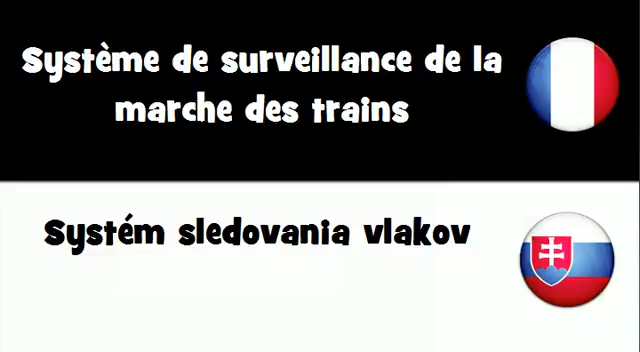 Système de surveillance de la
marche des trains
Systém sledovania vlakov